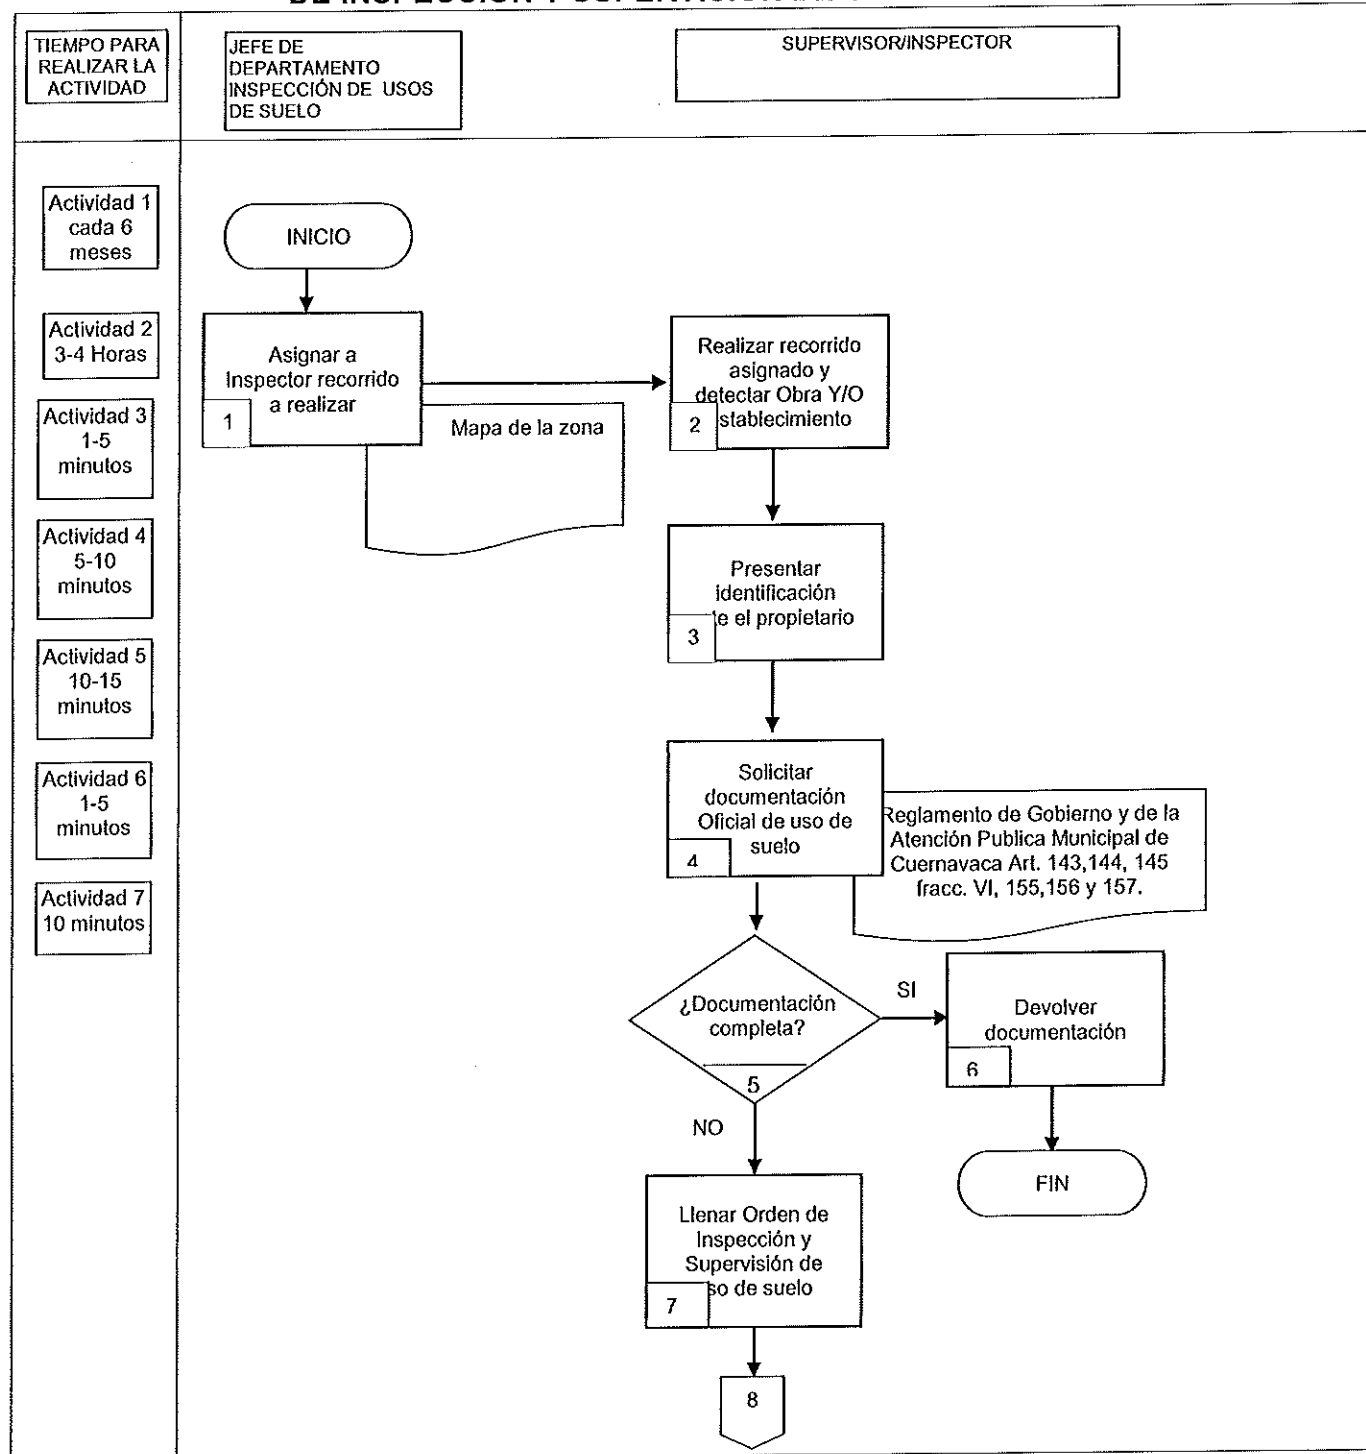 TIEMPO PARA
REALIZAR LA
ACTIVIDAD
JEFE DE
DEPARTAMENTO
INSPECCIÓN DE USOS
DE SUELO
SUPERVISOR/INSPECTOR
Actividad 1
cada 6
meses
Actividad 2
3-4 Horas
Actividad 3
1-5
minutos
Actividad 4
5-10
minutos
Actividad 5
10-15
minutos
Actividad 6
1-5
minutos
Actividad 7
10 minutos
INICIO
Asignar a
Inspector recorrido
a realizar
1
Mapa de la zona
Realizar recorrido
asignado y
detectar Obra Y/O
stablecimiento
2
Presentar
identificación
te el propietario
3
Solicitar
documentación
Oficial de uso de
suelo
4
Reglamento de Gobierno y de la
Atención Publica Municipal de
Cuernavaca Art. 143,144, 145
fracc. VI, 155,156 y 157.
¿Documentación
completa?
5
SI
Devolver
documentación
6
FIN
NO
Llenar Orden de
Inspección y
Supervisión de
so de suelo
7
8